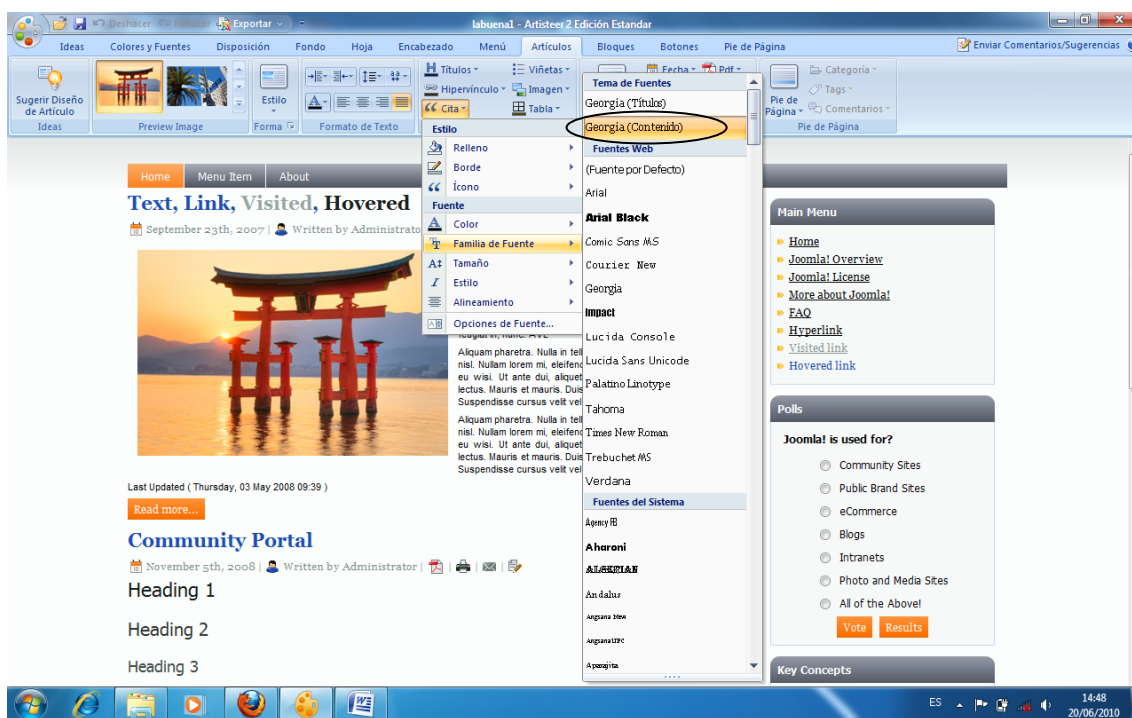 Deshacer Rehacer Exportar
labuena1 - Artisteer 2 Edición Estandar
Ideas Colores y Fuentes Disposición Fondo Hoja Encabezado Menú Artículos Bloques Botones Pie de Página
Enviar Comentarios/Sugerencias
Sugerir Diseño de Artículo
Ideas
Preview Image
Estilo
Forma
Formato de Texto
Títulos
Hipervínculo
Cita
Viñetas
Imagen
Tabla
Fecha
Pdf
Pie de Página
Categoría
Tags
Comentarios
Pie de Página
Estilo
Relleno
Borde
Ícono
Fuente
Color
Familia de Fuente
Tamaño
Estilo
Alineamiento
Opciones de Fuente...
Tema de Fuentes
Georgia (Títulos)
Georgia (Contenido)
Fuentes Web
(Fuente por Defecto)
Arial
Arial Black
Comic Sans MS
Courier New
Georgia
Impact
Lucida Console
Lucida Sans Unicode
Palatino Linotype
Tahoma
Times New Roman
Trebuchet MS
Verdana
Fuentes del Sistema
Agency FB
Aharoni
ALGERIAN
Andalus
Angsana New
AngsanaUPC
Aparajita
Home Menu Item About
Text, Link, Visited, Hovered
September 23th, 2007 | Written by Administrato
Aliquam pharetra. Nulla in tell
nisl. Nullam lorem mi, eleifend
eu wisi. Ut ante dui, aliquet
lectus. Mauris et mauris. Duis
Suspendisse cursus velit vel
Aliquam pharetra. Nulla in tell
nisl. Nullam lorem mi, eleifend
eu wisi. Ut ante dui, aliquet
lectus. Mauris et mauris. Duis
Suspendisse cursus velit vel
Last Updated ( Thursday, 03 May 2008 09:39 )
Read more...
Community Portal
November 5th, 2008 | Written by Administrator |
Heading 1
Heading 2
Heading 3
Main Menu
Home
Joomla! Overview
Joomla! License
More about Joomla!
FAQ
Hyperlink
Visited link
Hovered link
Polls
Joomla! is used for?
Community Sites
Public Brand Sites
eCommerce
Blogs
Intranets
Photo and Media Sites
All of the Above!
Vote Results
Key Concepts
ES
14:48
20/06/2010